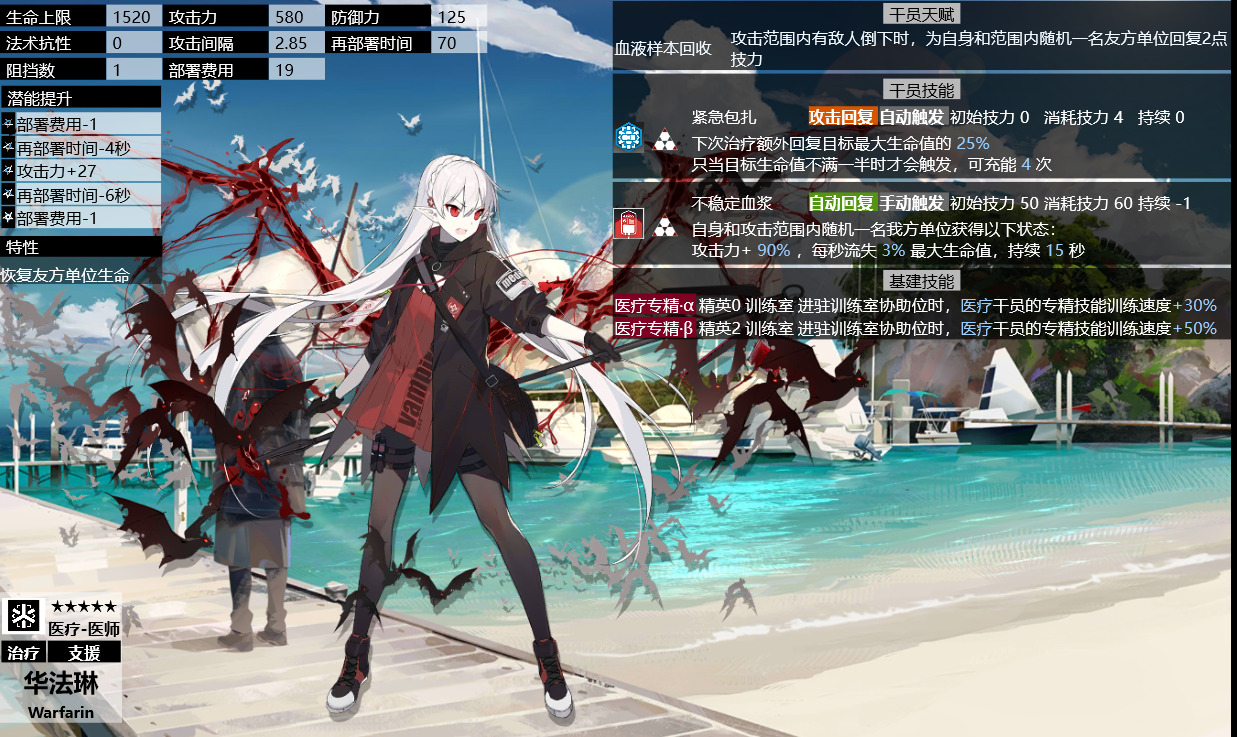 生命上限 1520 攻击力 580 防御力 125
法术抗性 0 攻击间隔 2.85 再部署时间 70
阻挡数 1 部署费用 19
潜能提升
部署费用-1
再部署时间-4秒
攻击力+27
再部署时间-6秒
部署费用-1
特性
恢复友方单位生命
干员天赋
血液样本回收 攻击范围内有敌人倒下时，为自身和范围内随机一名友方单位回复2点
技力
干员技能
紧急包扎 攻击回复 自动触发 初始技力 0 消耗技力 4 持续 0
下次治疗额外回复目标最大生命值的 25%
只当目标生命值不满一半时才会触发，可充能 4 次
不稳定血浆 自动回复 手动触发 初始技力 50 消耗技力 60 持续 -1
自身和攻击范围内随机一名我方单位获得以下状态：
攻击力+ 90% ，每秒流失 3% 最大生命值，持续 15 秒
基建技能
医疗专精·α 精英0 训练室 进驻训练室协助位时，医疗干员的专精技能训练速度+30%
医疗专精·β 精英2 训练室 进驻训练室协助位时，医疗干员的专精技能训练速度+50%
★★★★★
医疗-医师
治疗 支援
华法琳
Warfarin